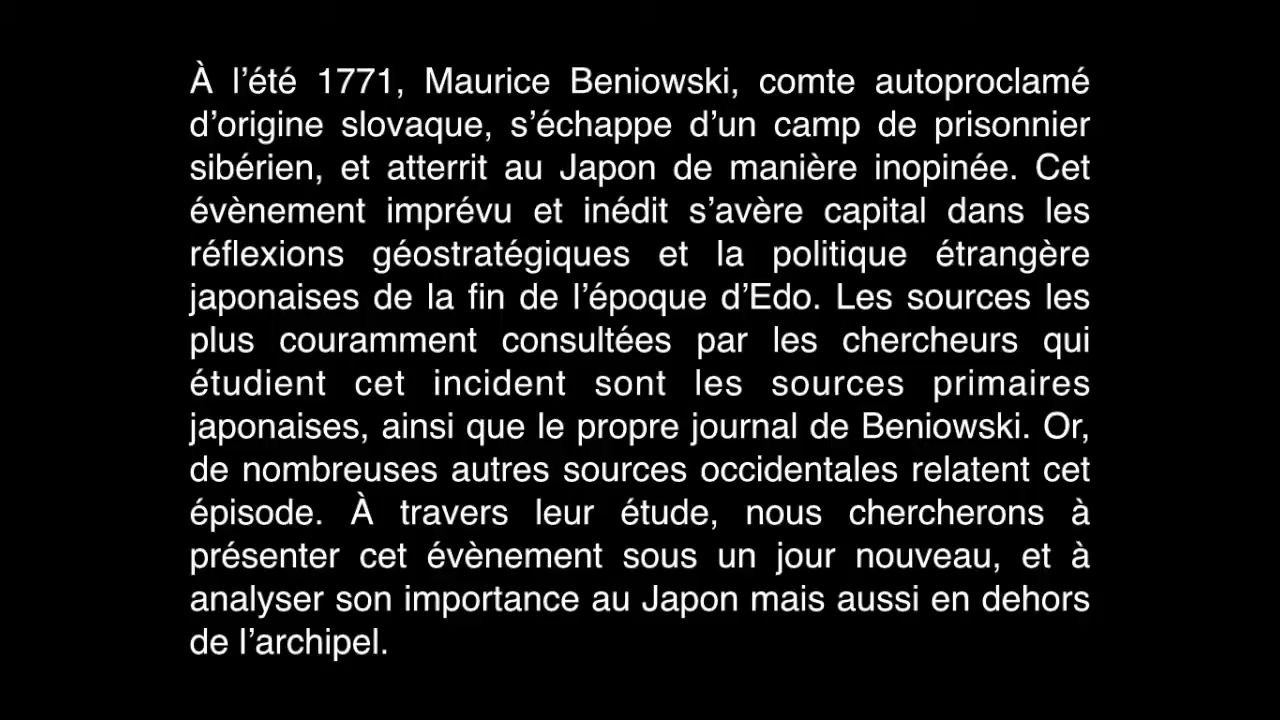 À l’été 1771, Maurice Beniowski, comte autoproclamé
d’origine slovaque, s’échappe d’un camp de prisonnier
sibérien, et atterrit au Japon de manière inopinée. Cet
évènement imprévu et inédit s’avère capital dans les
réflexions géostratégiques et la politique étrangère
japonaises de la fin de l’époque d’Edo. Les sources les
plus couramment consultées par les chercheurs qui
étudient cet incident sont les sources primaires
japonaises, ainsi que le propre journal de Beniowski. Or,
de nombreuses autres sources occidentales relatent cet
épisode. À travers leur étude, nous chercherons à
présenter cet évènement sous un jour nouveau, et à
analyser son importance au Japon mais aussi en dehors
de l’archipel.